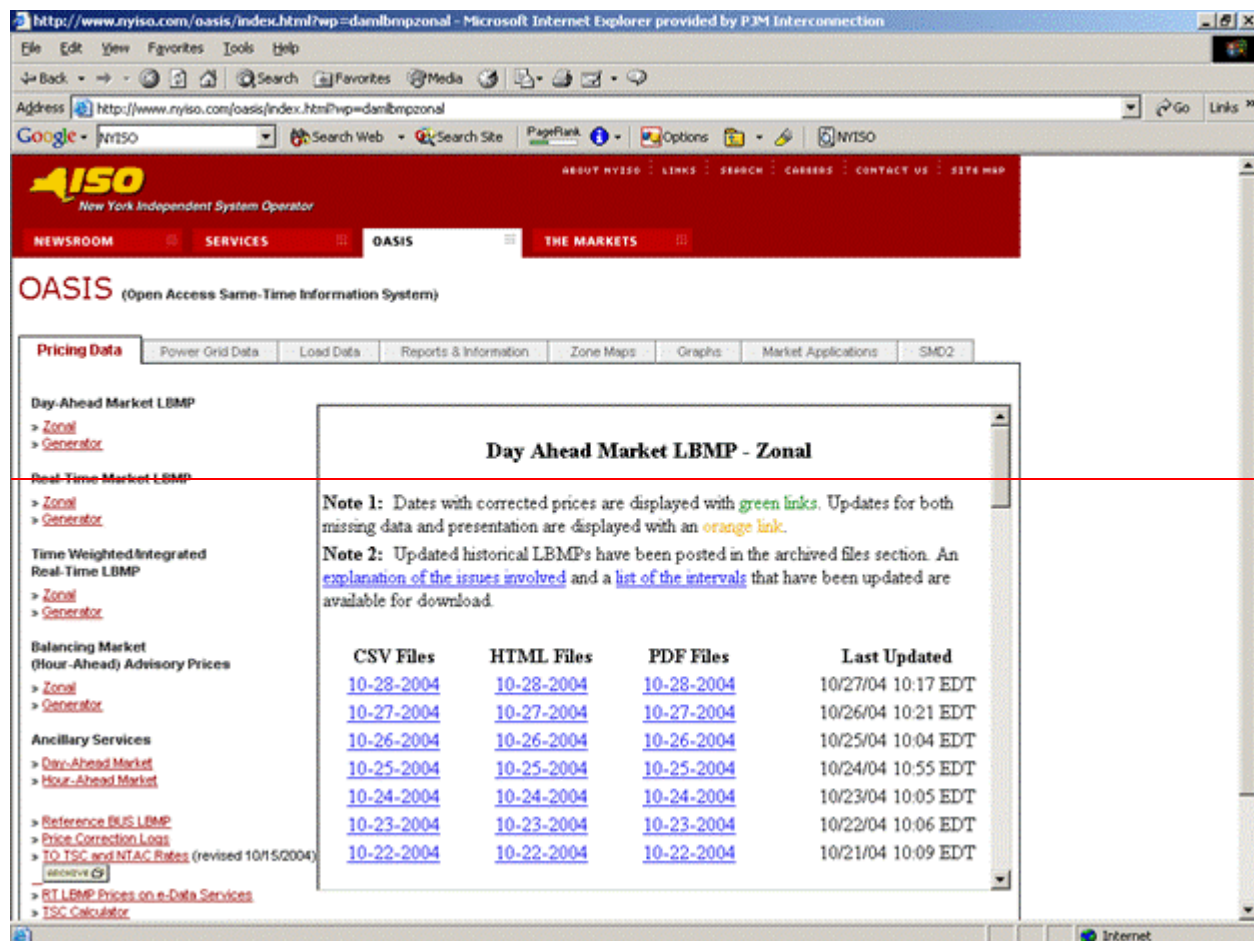 http://www.nyiso.com/oasis/index.html?wp=damlbmpzonal - Microsoft Internet Explorer provided by PJM Interconnection
File Edit View Favorites Tools Help
Back Search Favorites Media
Address http://www.nyiso.com/oasis/index.html?wp=damlbmpzonal Go Links »
Google NYISO Search Web Search Site PageRank Options NYISO
ABOUT NYISO LINKS SEARCH CAREERS CONTACT US SITE MAP
ISO
New York Independent System Operator
NEWSROOM SERVICES OASIS THE MARKETS
OASIS (Open Access Same-Time Information System)
Pricing Data Power Grid Data Load Data Reports & Information Zone Maps Graphs Market Applications SMD2
Day-Ahead Market LBMP
» Zonal
» Generator
Real-Time Market LBMP
» Zonal
» Generator
Time Weighted/Integrated
Real-Time LBMP
» Zonal
» Generator
Balancing Market
(Hour-Ahead) Advisory Prices
» Zonal
» Generator
Ancillary Services
» Day-Ahead Market
» Hour-Ahead Market
» Reference BUS LBMP
» Price Correction Logs
» TO TSC and NTAC Rates (revised 10/15/2004)
ARCHIVE
» RT LBMP Prices on e-Data Services
» TSC Calculator
Day Ahead Market LBMP - Zonal
Note 1: Dates with corrected prices are displayed with green links. Updates for both
missing data and presentation are displayed with an orange link.
Note 2: Updated historical LBMPs have been posted in the archived files section. An
explanation of the issues involved and a list of the intervals that have been updated are
available for download.
CSV Files HTML Files PDF Files Last Updated
10-28-2004 10-28-2004 10-28-2004 10/27/04 10:17 EDT
10-27-2004 10-27-2004 10-27-2004 10/26/04 10:21 EDT
10-26-2004 10-26-2004 10-26-2004 10/25/04 10:04 EDT
10-25-2004 10-25-2004 10-25-2004 10/24/04 10:55 EDT
10-24-2004 10-24-2004 10-24-2004 10/23/04 10:05 EDT
10-23-2004 10-23-2004 10-23-2004 10/22/04 10:06 EDT
10-22-2004 10-22-2004 10-22-2004 10/21/04 10:09 EDT
Internet